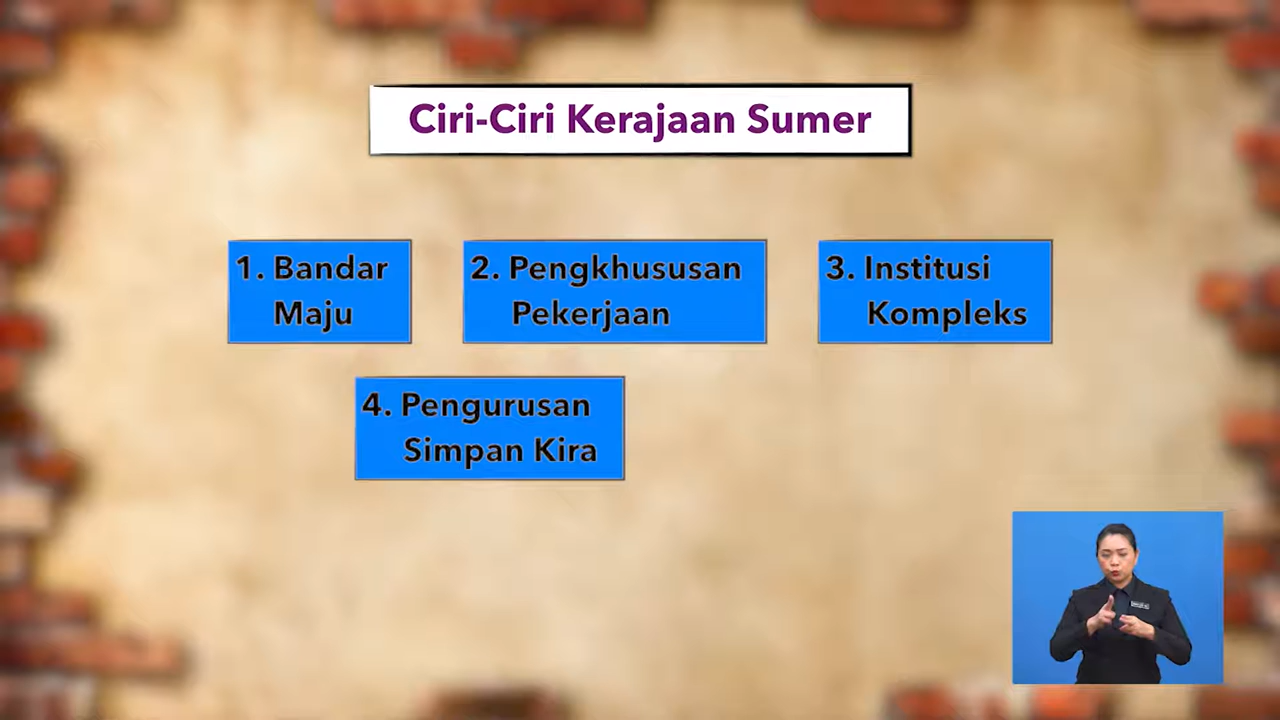 Ciri-Ciri Kerajaan Sumer
1. Bandar
Maju
2. Pengkhususan
Pekerjaan
3. Institusi
Kompleks
4. Pengurusan
Simpan Kira